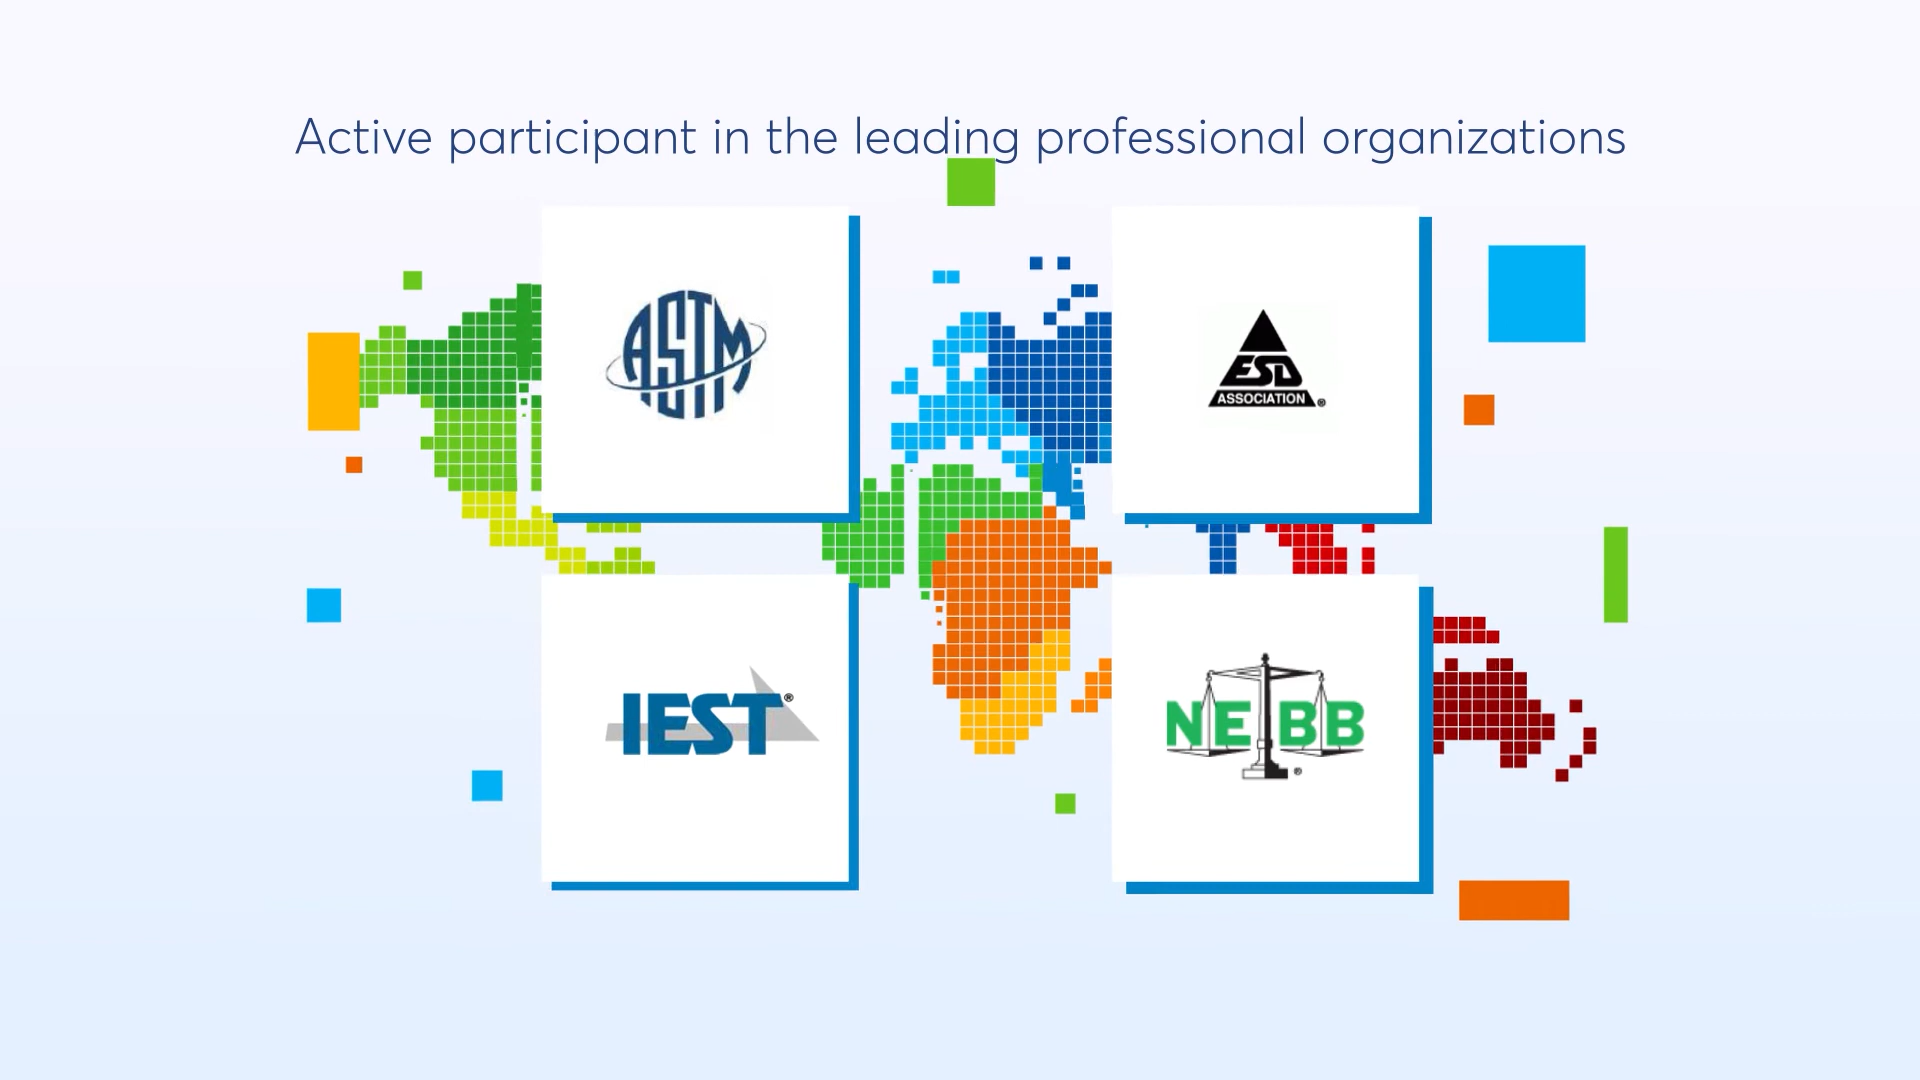 Active participant in the leading professional organizations
ASTM
ESD
ASSOCIATION ®
IEST ®
NEBB
®